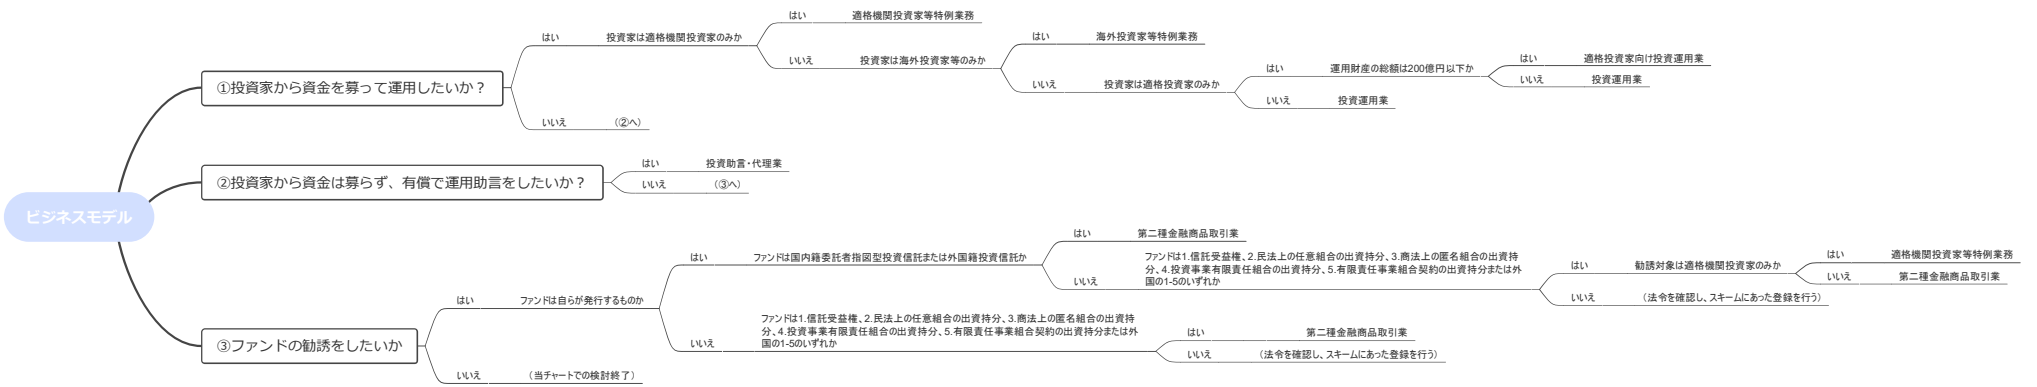 ビジネスモデル
①投資家から資金を募って運用したいか？
はい
投資家は適格機関投資家のみか
はい
適格機関投資家等特例業務
いいえ
投資家は海外投資家等のみか
はい
海外投資家等特例業務
いいえ
投資家は適格投資家のみか
はい
運用財産の総額は200億円以下か
はい
適格投資家向け投資運用業
いいえ
投資運用業
いいえ
投資運用業
いいえ
（②へ）
②投資家から資金は募らず、有償で運用助言をしたいか？
はい
投資助言・代理業
いいえ
（③へ）
③ファンドの勧誘をしたいか
はい
ファンドは自らが発行するものか
はい
ファンドは国内籍委託者指図型投資信託または外国籍投資信託か
はい
第二種金融商品取引業
いいえ
ファンドは1.信託受益権、2.民法上の任意組合の出資持分、3.商法上の匿名組合の出資持
分、4.投資事業有限責任組合の出資持分、5.有限責任事業組合契約の出資持分または外
国の1-5のいずれか
はい
勧誘対象は適格機関投資家のみか
はい
適格機関投資家等特例業務
いいえ
第二種金融商品取引業
いいえ
（法令を確認し、スキームにあった登録を行う）
いいえ
ファンドは1.信託受益権、2.民法上の任意組合の出資持分、3.商法上の匿名組合の出資持
分、4.投資事業有限責任組合の出資持分、5.有限責任事業組合契約の出資持分または外
国の1-5のいずれか
はい
第二種金融商品取引業
いいえ
（法令を確認し、スキームにあった登録を行う）
いいえ
（当チャートでの検討終了）